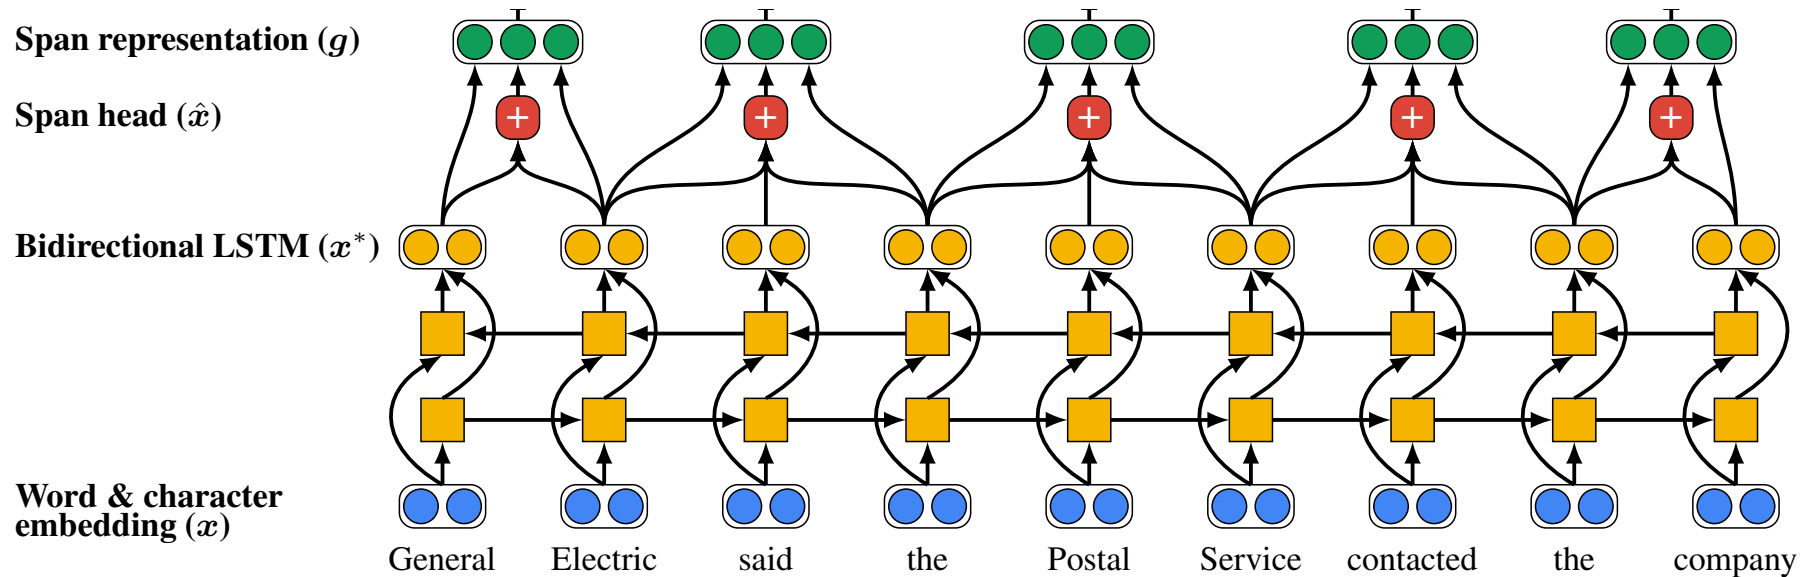 Span representation (g)
Span head (x̂)
+ + + + +
Bidirectional LSTM (x*)
Word & character
embedding (x)
General Electric said the Postal Service contacted the company